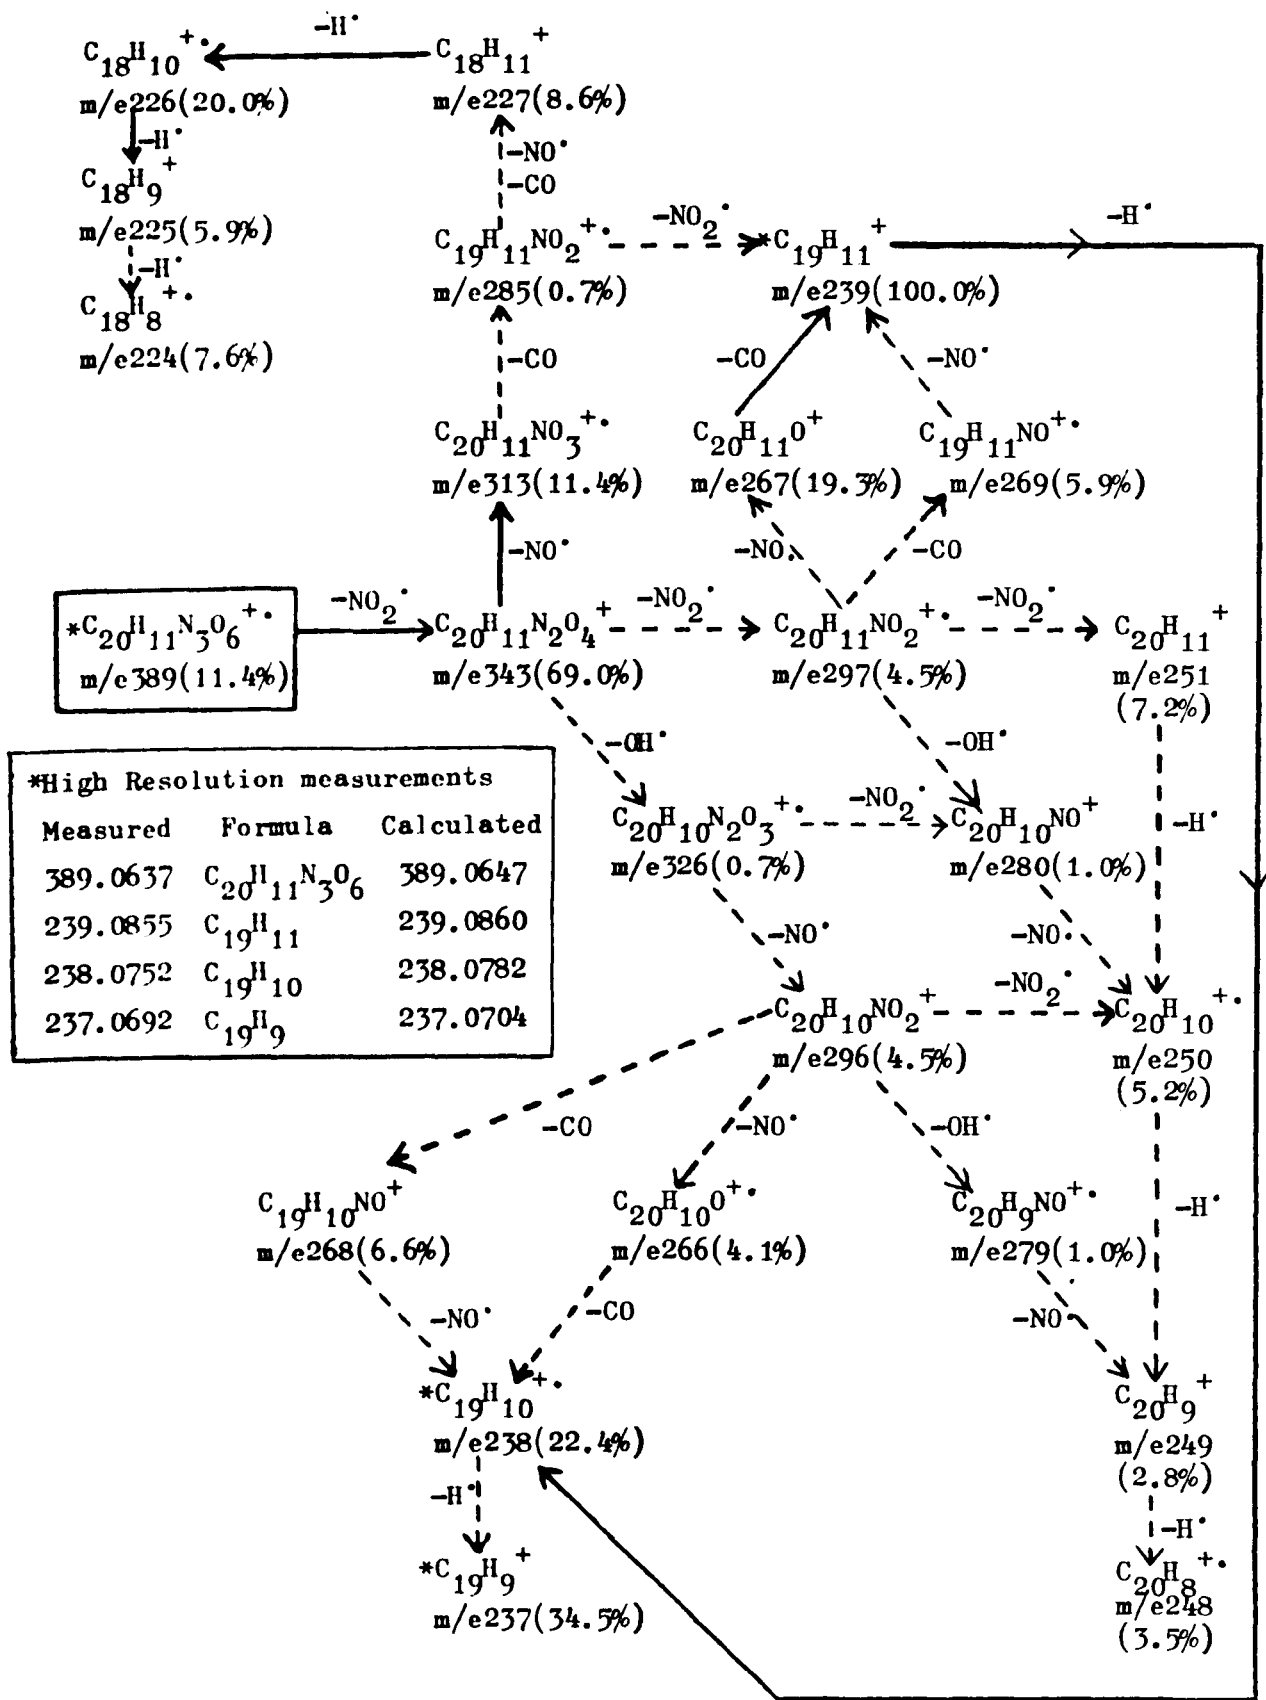 -H˙
C18H10+·
C18H11+
m/e226(20.0%)
m/e227(8.6%)
-H˙
-NO˙
-CO
C18H9+
m/e225(5.9%)
C19H11NO2+·
-NO2˙
*C19H11+
-H˙
-H˙
m/e285(0.7%)
m/e239(100.0%)
C18H8+·
m/e224(7.6%)
-CO
-CO
-NO˙
C20H11NO3+·
C20H11O+
C19H11NO+·
m/e313(11.4%)
m/e267(19.3%)
m/e269(5.9%)
-NO˙
-NO·
-CO
*C20H11N3O6+·
-NO2˙
C20H11N2O4+
-NO2˙
C20H11NO2+·
-NO2˙
C20H11+
m/e389(11.4%)
m/e343(69.0%)
m/e297(4.5%)
m/e251
(7.2%)
-OH˙
-OH˙
*High Resolution measurements
Measured Formula Calculated
389.0637 C20H11N3O6 389.0647
239.0855 C19H11 239.0860
238.0752 C19H10 238.0782
237.0692 C19H9 237.0704
C20H10N2O3+·
-NO2˙
C20H10NO+
-H˙
m/e326(0.7%)
m/e280(1.0%)
-NO˙
-NO·
C20H10NO2+
-NO2˙
C20H10+·
m/e296(4.5%)
m/e250
(5.2%)
-CO
-NO˙
-OH˙
C19H10NO+
C20H10O+·
C20H9NO+·
-H˙
m/e268(6.6%)
m/e266(4.1%)
m/e279(1.0%)
-NO˙
-CO
-NO·
*C19H10+·
C20H9+
m/e238(22.4%)
m/e249
(2.8%)
-H˙
-H˙
*C19H9+
C20H8+·
m/e237(34.5%)
m/e248
(3.5%)